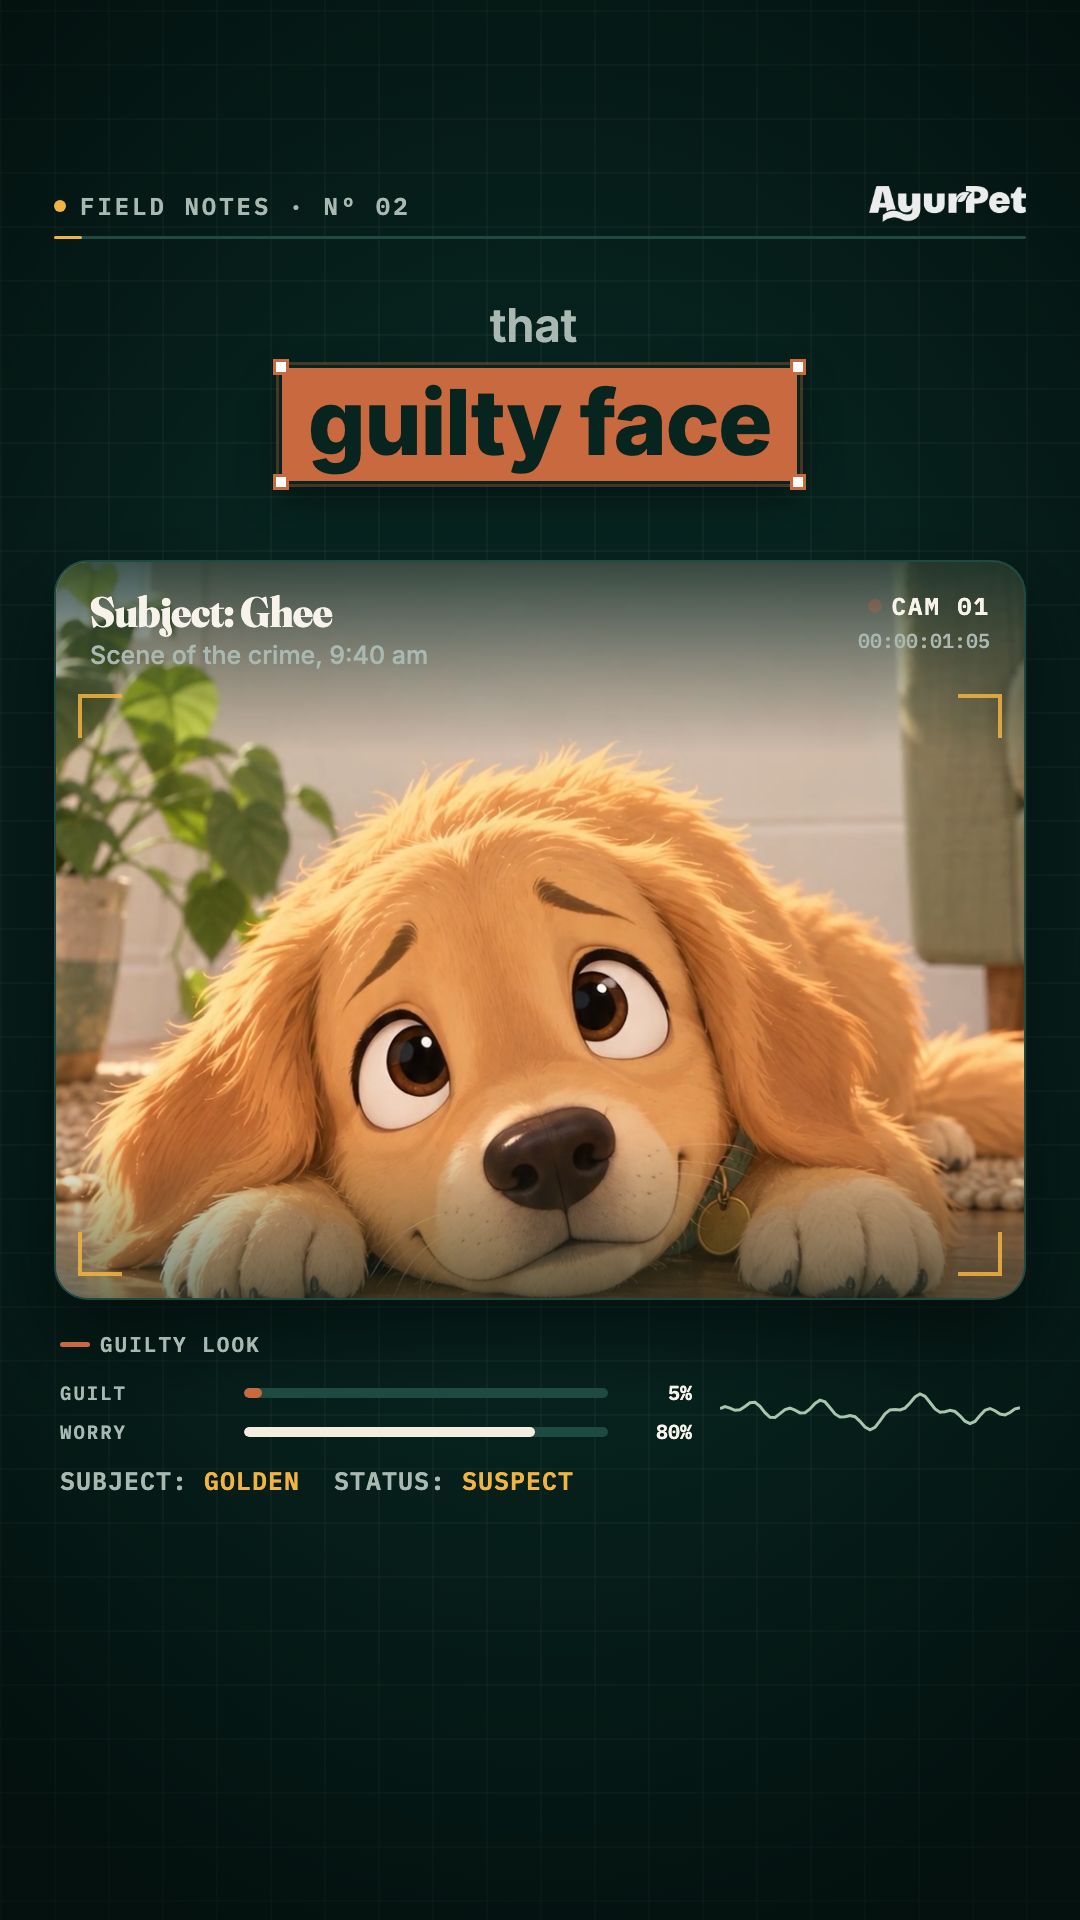 FIELD NOTES · Nº 02
AyurPet
that
guilty face
Subject: Ghee
Scene of the crime, 9:40 am
CAM 01
00:00:01:05
GUILTY LOOK
GUILT 5%
WORRY 80%
SUBJECT: GOLDEN STATUS: SUSPECT